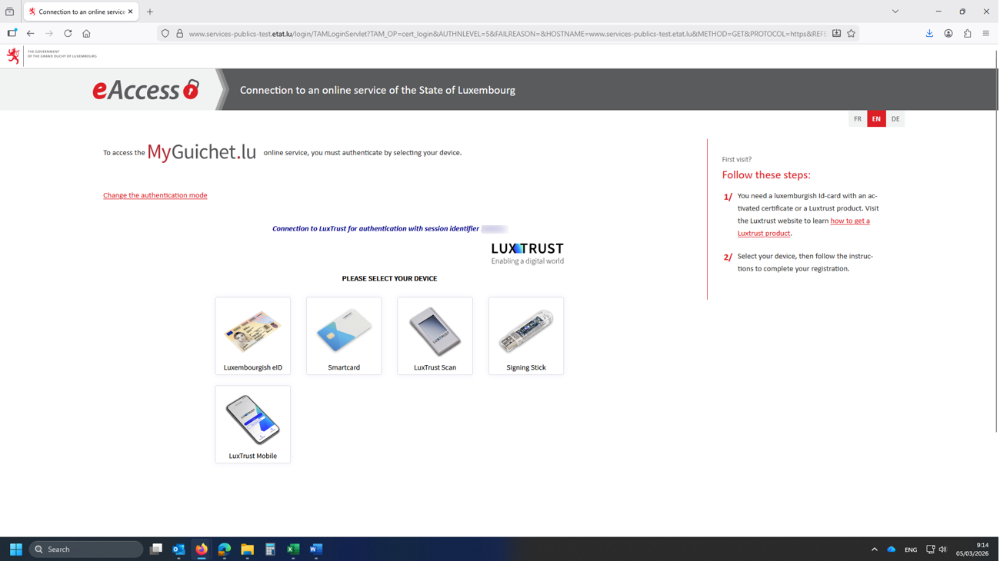 Connection to an online service
www.services-publics-test.etat.lu/login/TAMLoginServlet?TAM_OP=cert_login&AUTHNLEVEL=5&FAILREASON=&HOSTNAME=www.services-publics-test.etat.lu&METHOD=GET&PROTOCOL=https&REFE
THE GOVERNMENT
OF THE GRAND DUCHY OF LUXEMBOURG
eAccess
Connection to an online service of the State of Luxembourg
FR EN DE
To access the MyGuichet.lu online service, you must authenticate by selecting your device.
Change the authentication mode
Connection to LuxTrust for authentication with session identifier
LUXTRUST
Enabling a digital world
PLEASE SELECT YOUR DEVICE
LUXTRUST
LUXTRUST
LUXTRUST
Luxembourgish eID
Smartcard
LuxTrust Scan
Signing Stick
LuxTrust Mobile
First visit?
Follow these steps:
1/ You need a luxemburgish Id-card with an ac-
tivated certificate or a Luxtrust product. Visit
the Luxtrust website to learn how to get a
Luxtrust product.
2/ Select your device, then follow the instruc-
tions to complete your registration.
Search
ENG
9:14
05/03/2026